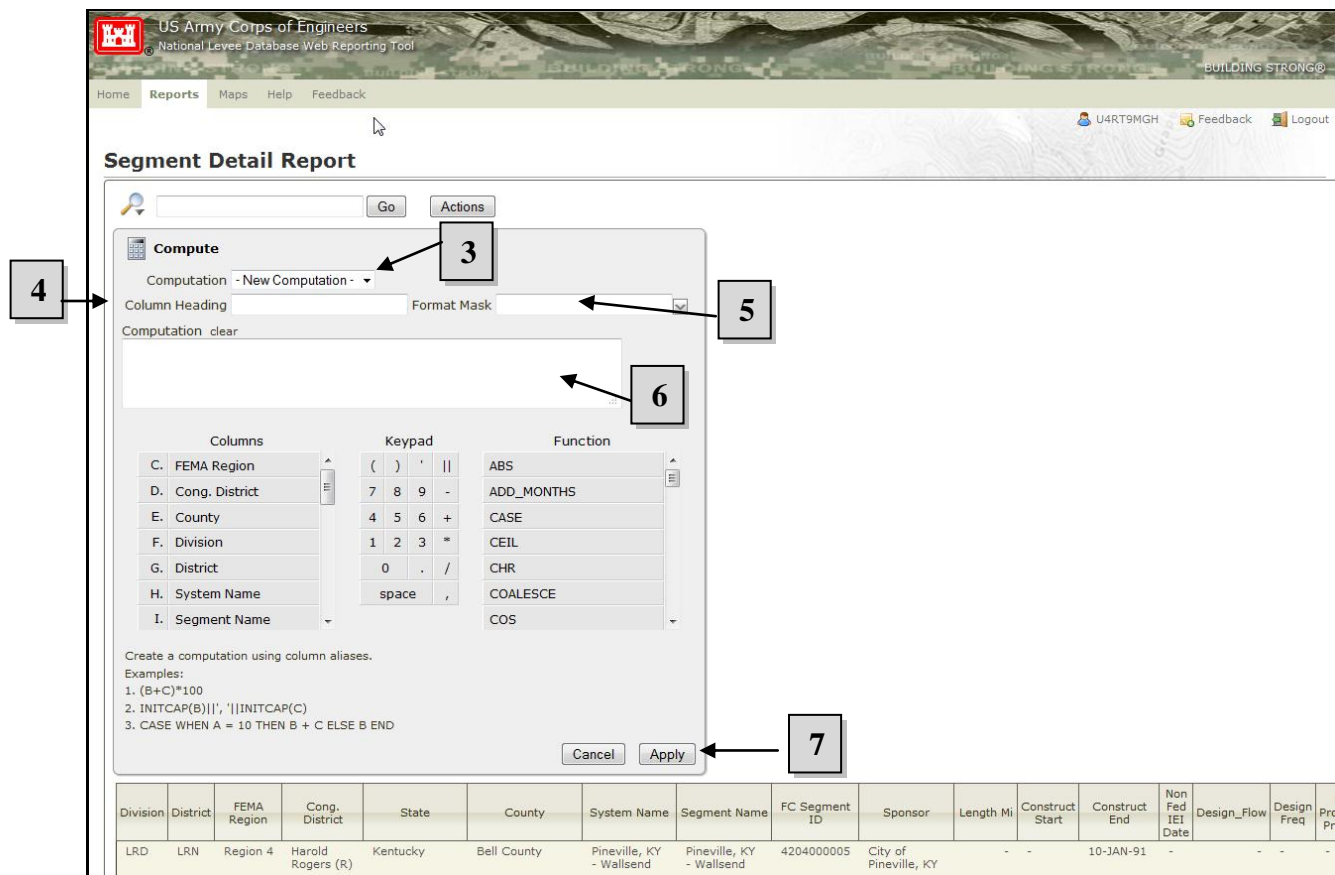 US Army Corps of Engineers
®
National Levee Database Web Reporting Tool
BUILDING STRONG®
Home Reports Maps Help Feedback
U4RT9MGH Feedback Logout
Segment Detail Report
Go Actions
Compute
3
Computation - New Computation -
4
Column Heading Format Mask
5
Computation clear
6
Columns Keypad Function
C. FEMA Region ( ) ' || ABS
D. Cong. District 7 8 9 - ADD_MONTHS
E. County 4 5 6 + CASE
F. Division 1 2 3 * CEIL
G. District 0 . / CHR
H. System Name space , COALESCE
I. Segment Name COS
Create a computation using column aliases.
Examples:
1. (B+C)*100
2. INITCAP(B)||', '||INITCAP(C)
3. CASE WHEN A = 10 THEN B + C ELSE B END
7
Cancel Apply
Division District FEMA Region Cong. District State County System Name Segment Name FC Segment ID Sponsor Length Mi Construct Start Construct End Non Fed IEI Date Design_Flow Design Freq
LRD LRN Region 4 Harold Rogers (R) Kentucky Bell County Pineville, KY - Wallsend Pineville, KY - Wallsend 4204000005 City of Pineville, KY - - 10-JAN-91 - - - -